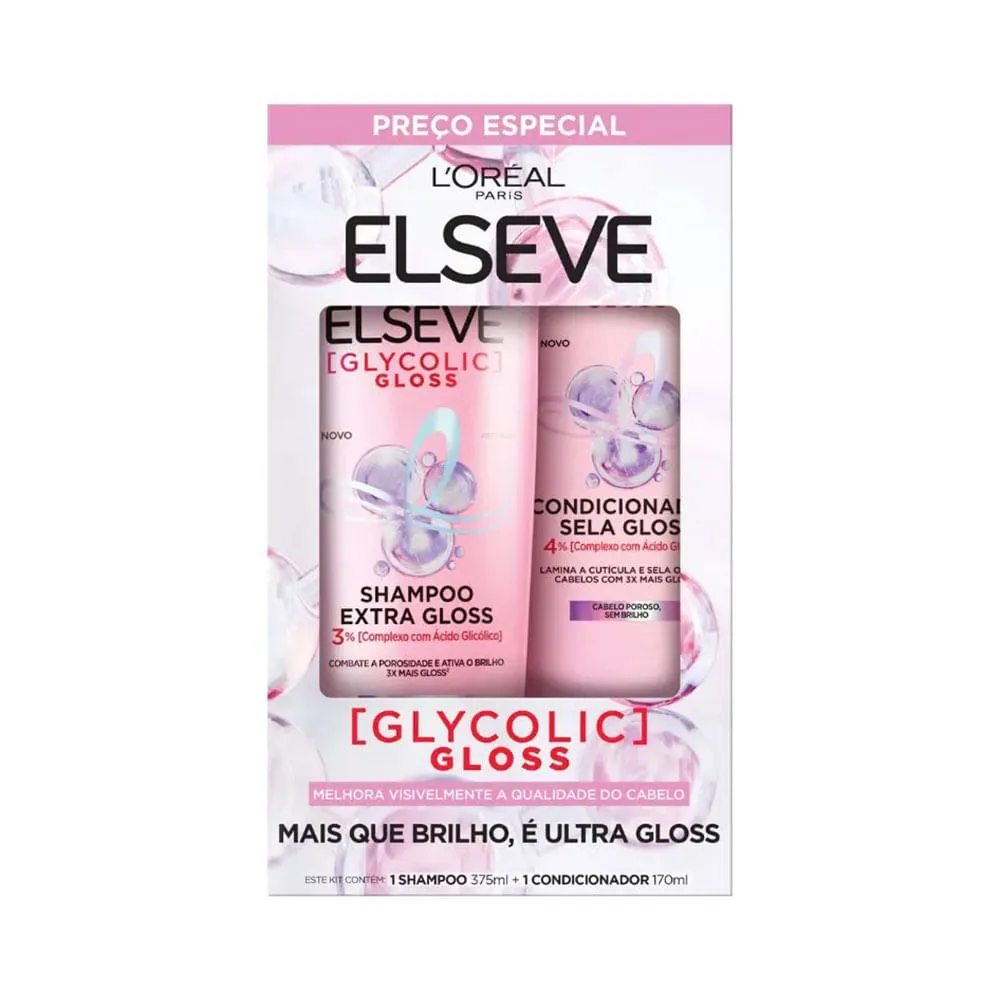 PREÇO ESPECIAL
L'ORÉAL
PARIS
ELSEVE
ELSEVE
[GLYCOLIC]
GLOSS
NOVO
SHAMPOO
EXTRA GLOSS
3% [Complexo com Ácido Glicólico]
COMBATE A POROSIDADE E ATIVA O BRILHO
3X MAIS GLOSS²
NOVO
CONDICIONA
SELA GLOS
4% [Complexo com Ácido Gl
LAMINA A CUTÍCULA E SELA O
CABELOS COM 3X MAIS GLO
CABELO POROSO,
SEM BRILHO
[GLYCOLIC]
GLOSS
MELHORA VISIVELMENTE A QUALIDADE DO CABELO
MAIS QUE BRILHO, É ULTRA GLOSS
ESTE KIT CONTÉM: 1 SHAMPOO 375ml + 1 CONDICIONADOR 170ml